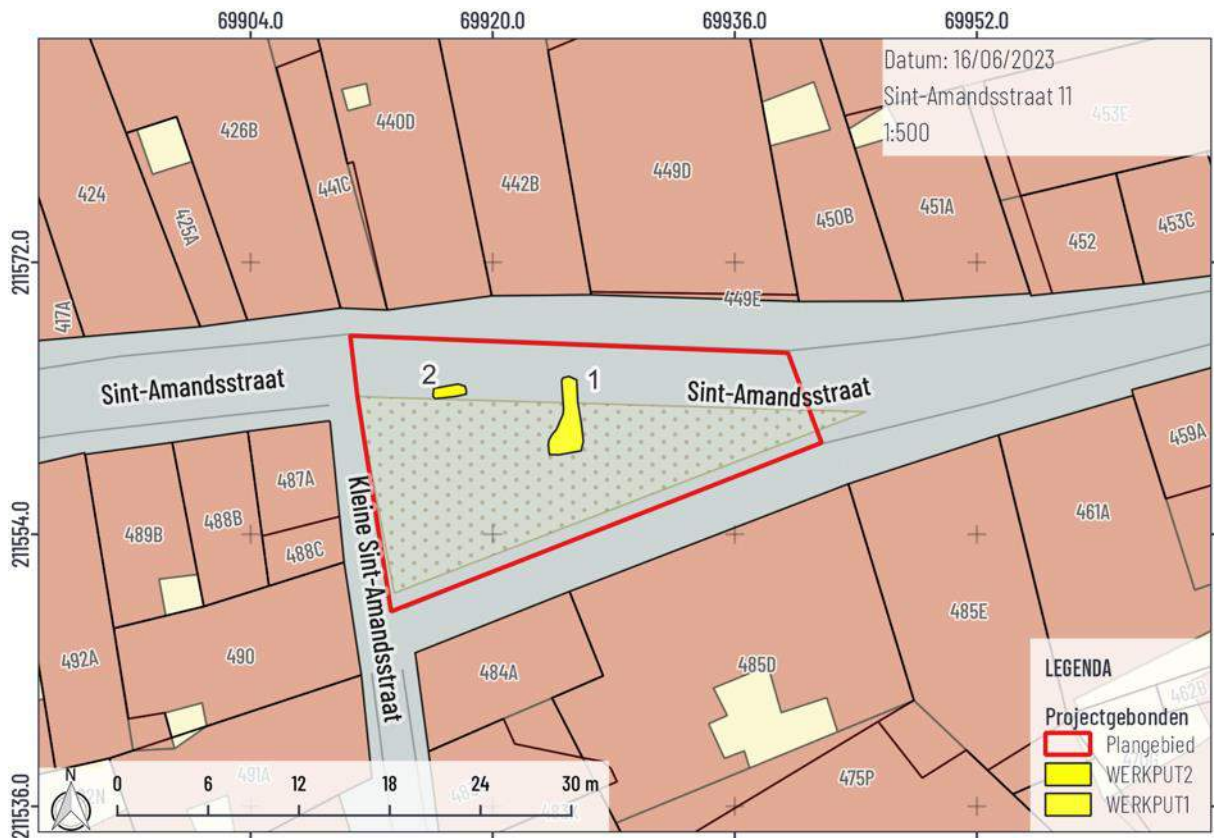 69904.0 69920.0 69936.0 69952.0
Datum: 16/06/2023
Sint-Amandsstraat 11
1:500
453E
426B
440D
424
425A
441C
442B
449D
450B
451A
452
453C
211572.0
417A
449E
Sint-Amandsstraat
2
1
Sint-Amandsstraat
459A
487A
488B
489B
488C
Kleine Sint-Amandsstraat
461A
211554.0
492A
490
484A
485D
485E
LEGENDA
Projectgebonden
Plangebied
WERKPUT2
WERKPUT1
462B
491A
475P
N
0 6 12 18 24 30 m
211536.0